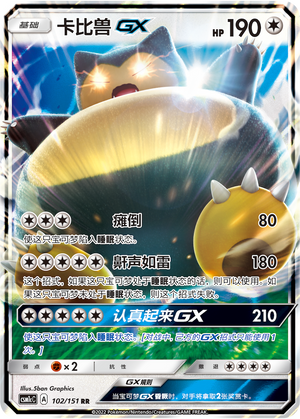 基础 卡比兽GX HP 190
瘫倒 80
使这只宝可梦陷入睡眠状态。
鼾声如雷 180
这个招式，如果这只宝可梦处于睡眠状态的话，则可以使用。如
果这只宝可梦未处于睡眠状态，则这个招式失败。
认真起来GX 210
使这只宝可梦陷入睡眠状态。[对战中，己方的GX招式只能使用1
次。]
弱点 ×2 抵抗力 撤退
Illus. 5ban Graphics
csm1cC A 102/151 RR
GX规则
当宝可梦GX昏厥时，对手将拿取2张奖赏卡。
©2022 Pokémon/Nintendo/Creatures/GAME FREAK.